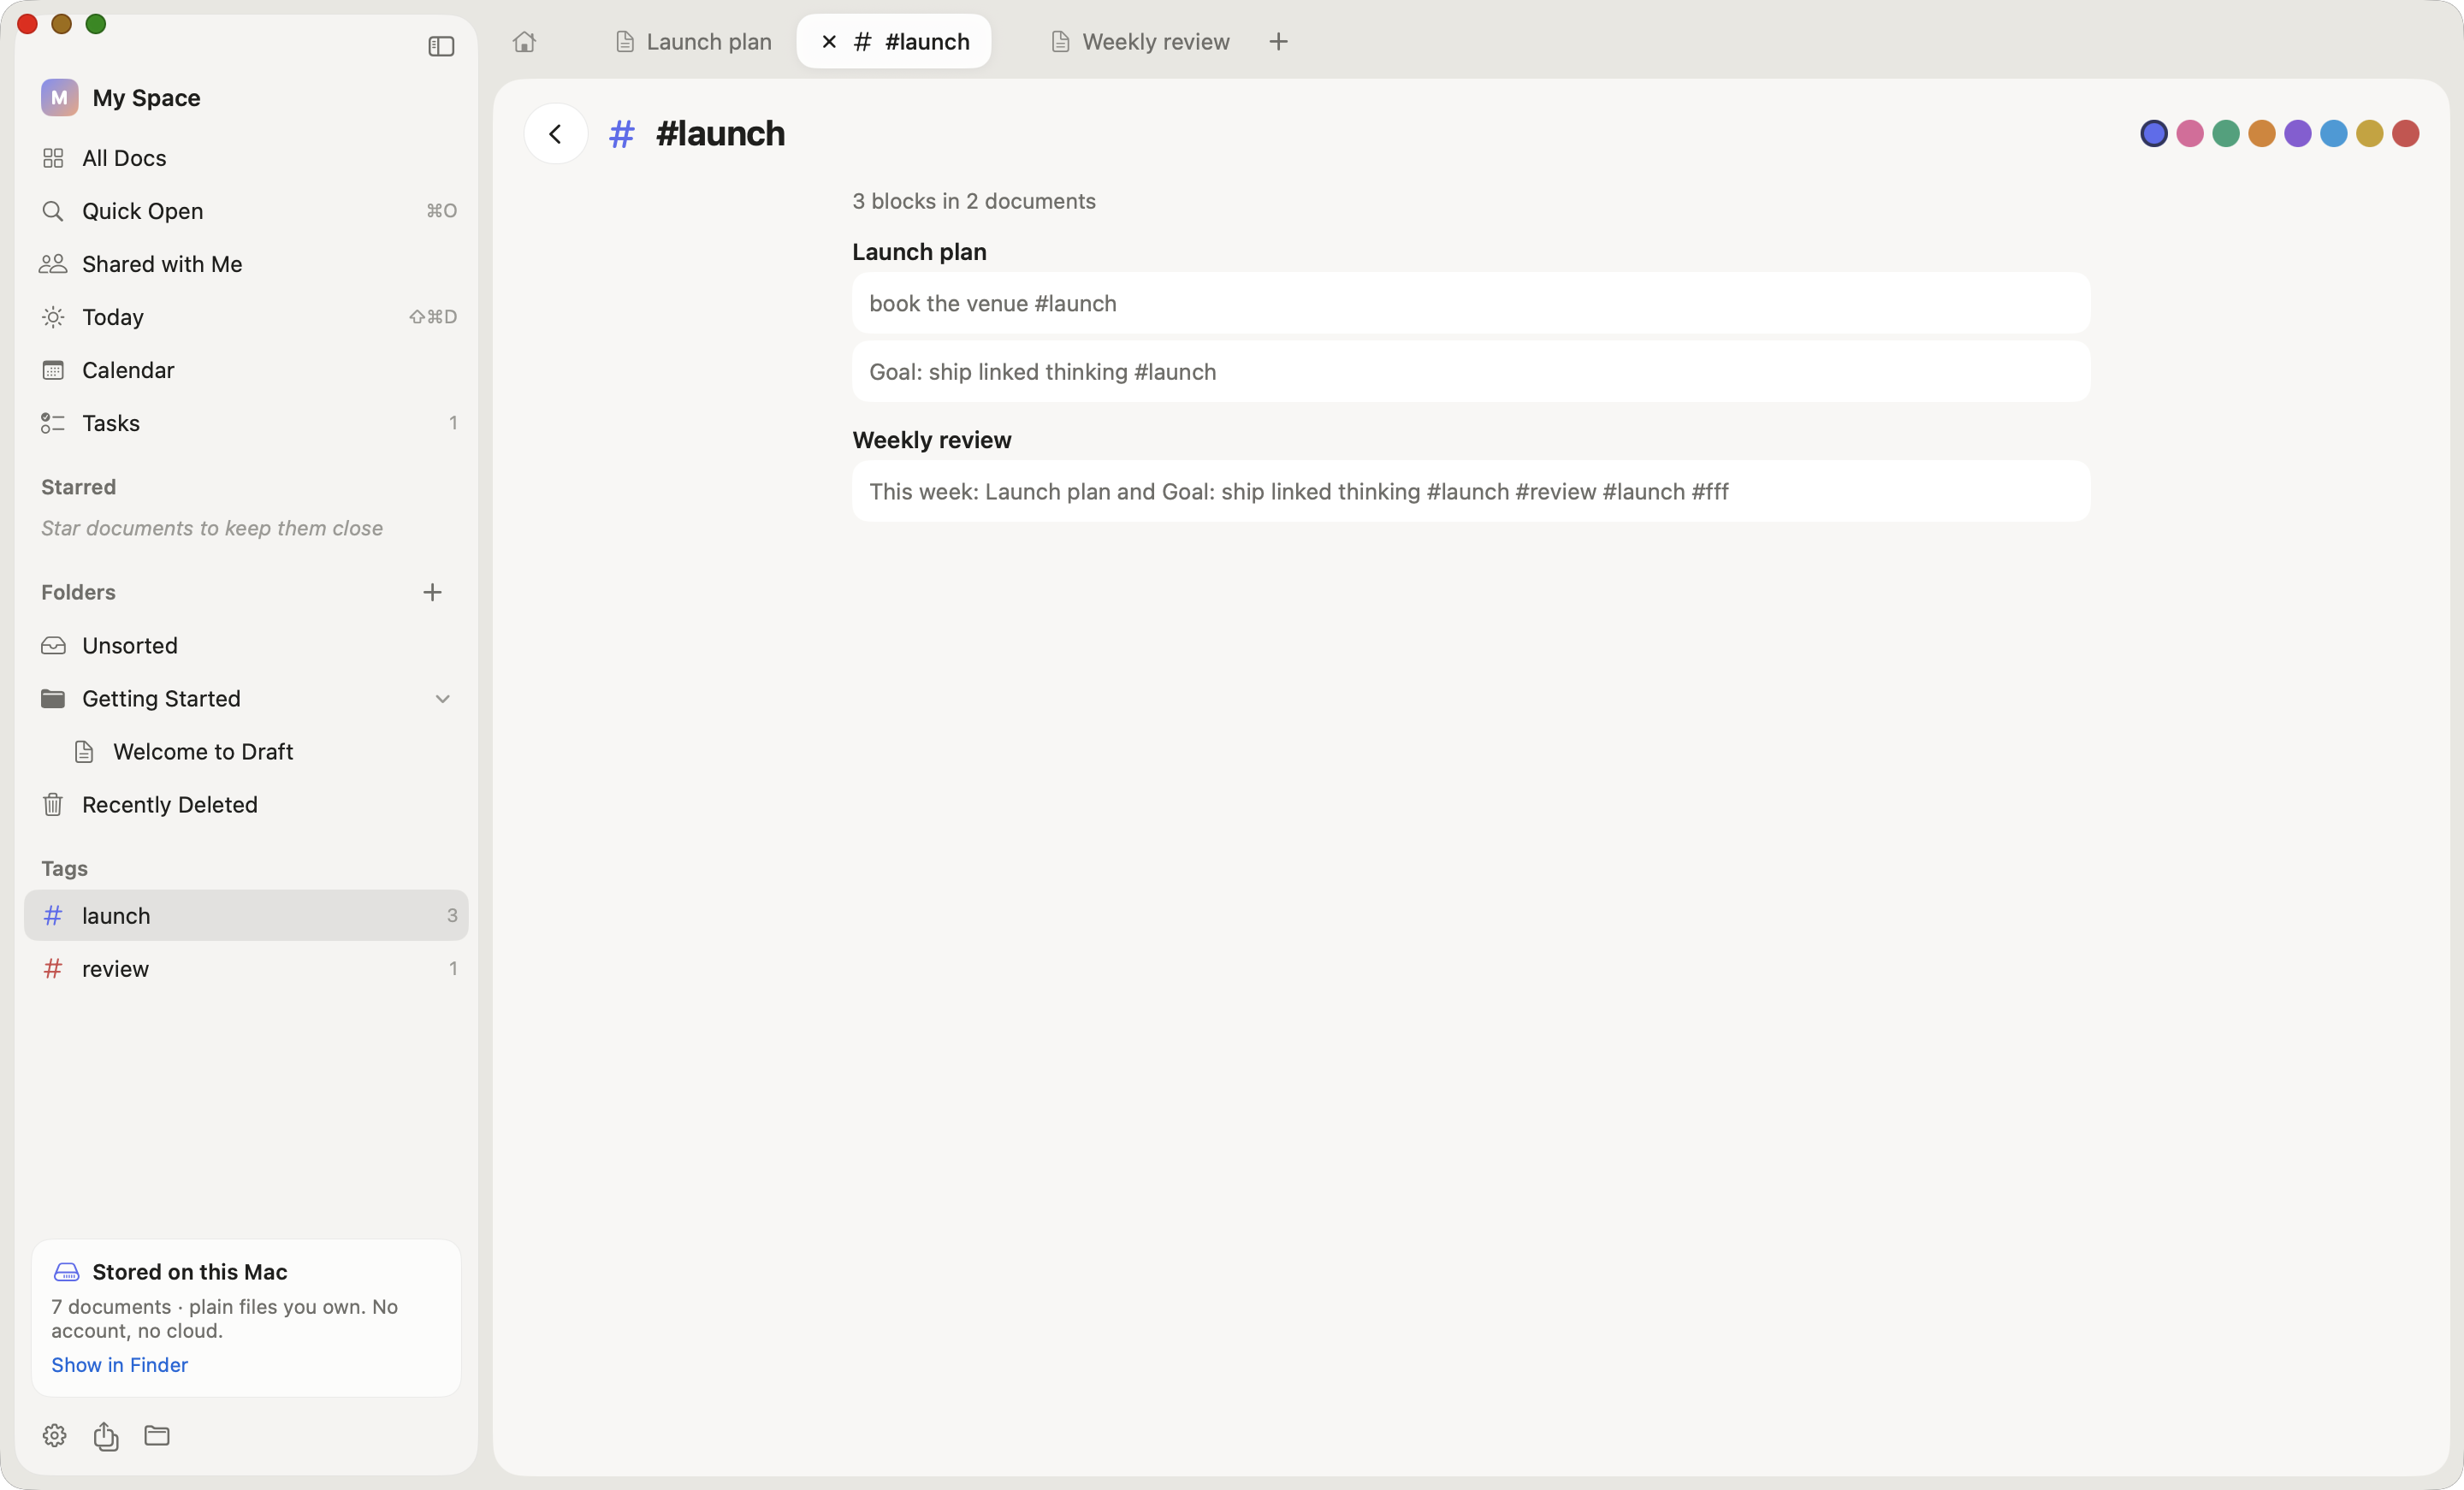 Launch plan
#launch
Weekly review
M My Space
All Docs
Quick Open ⌘O
Shared with Me
Today ⇧⌘D
Calendar
Tasks 1
Starred
Star documents to keep them close
Folders
Unsorted
Getting Started
Welcome to Draft
Recently Deleted
Tags
# launch 3
# review 1
Stored on this Mac
7 documents · plain files you own. No
account, no cloud.
Show in Finder
# #launch
3 blocks in 2 documents
Launch plan
book the venue #launch
Goal: ship linked thinking #launch
Weekly review
This week: Launch plan and Goal: ship linked thinking #launch #review #launch #fff